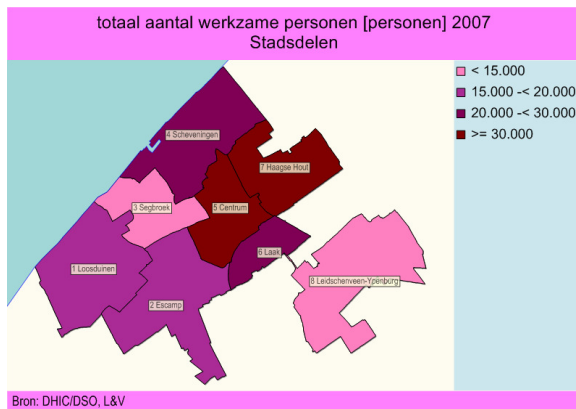 totaal aantal werkzame personen [personen] 2007
Stadsdelen
< 15.000
15.000 -< 20.000
20.000 -< 30.000
>= 30.000
4 Scheveningen
7 Haagse Hout
3 Segbroek
5 Centrum
6 Laak
1 Loosduinen
8 Leidschenveen-Ypenburg
2 Escamp
Bron: DHIC/DSO, L&V